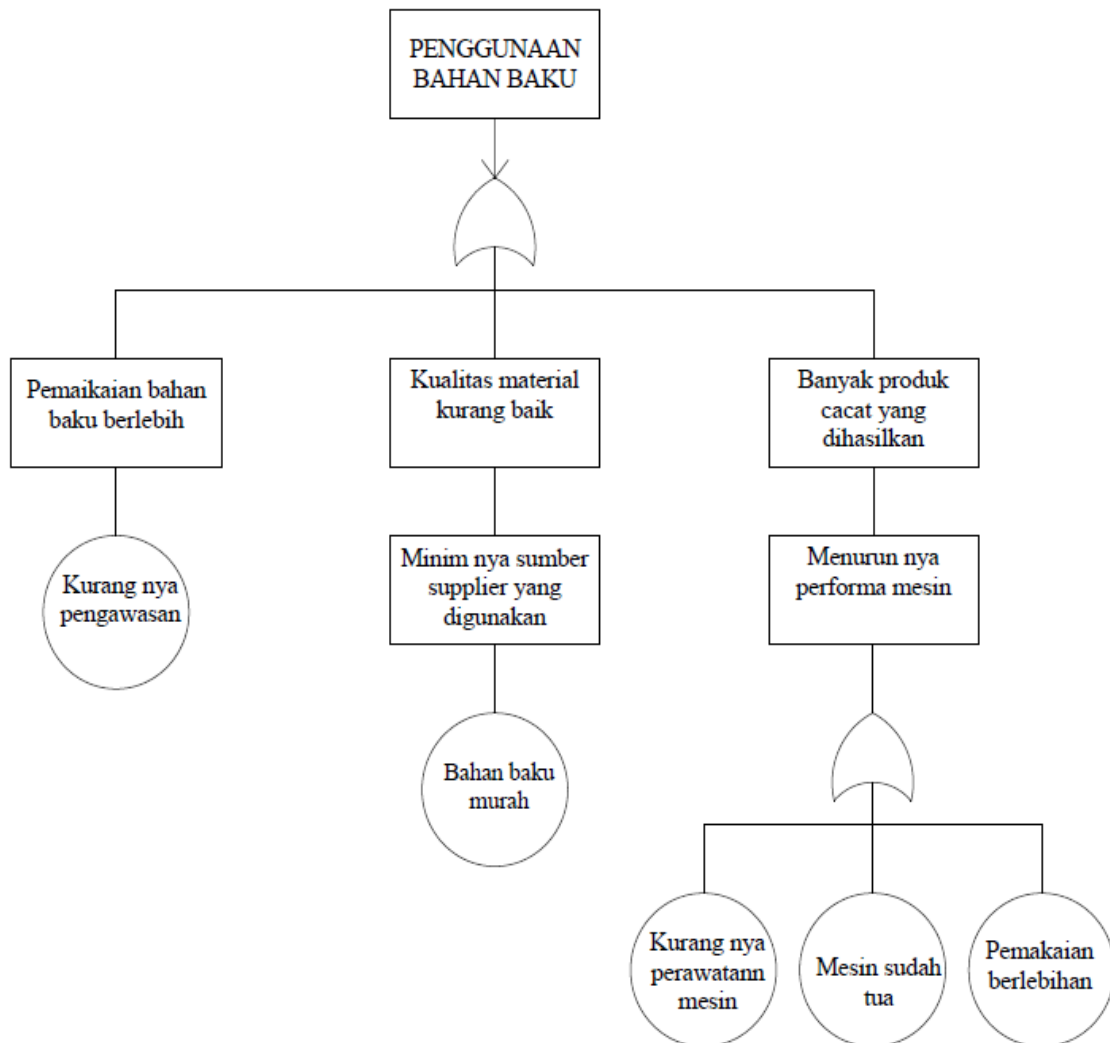 PENGGUNAAN
BAHAN BAKU
Pemaikaian bahan
baku berlebih
Kualitas material
kurang baik
Banyak produk
cacat yang
dihasilkan
Kurang nya
pengawasan
Minim nya sumber
supplier yang
digunakan
Menurun nya
performa mesin
Bahan baku
murah
Kurang nya
perawatann
mesin
Mesin sudah
tua
Pemakaian
berlebihan